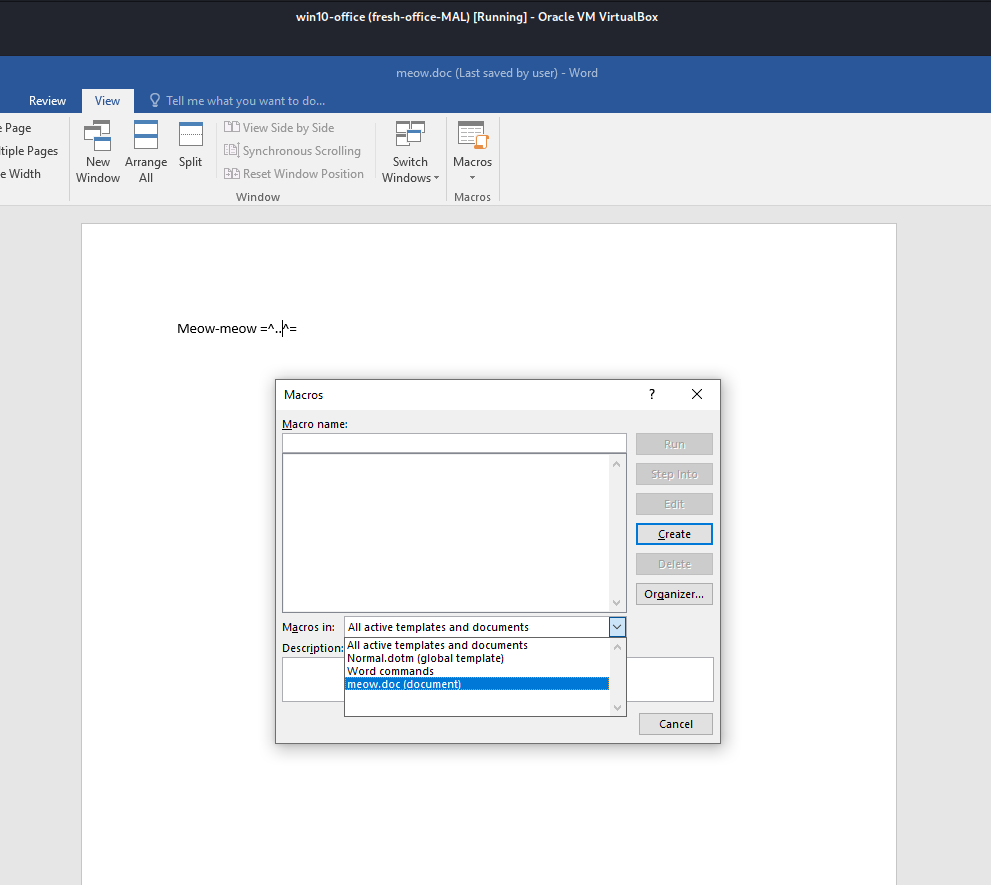 win10-office (fresh-office-MAL) [Running] - Oracle VM VirtualBox
meow.doc (Last saved by user) - Word
Review View Tell me what you want to do...
e Page
ltiple Pages
e Width
New Window
Arrange All
Split
View Side by Side
Synchronous Scrolling
Reset Window Position
Switch Windows
Macros
Window
Macros
Meow-meow =^..^=
Macros ?
Macro name:
Run
Step Into
Edit
Create
Delete
Organizer...
Macros in: All active templates and documents
Description:
All active templates and documents
Normal.dotm (global template)
Word commands
meow.doc (document)
Cancel